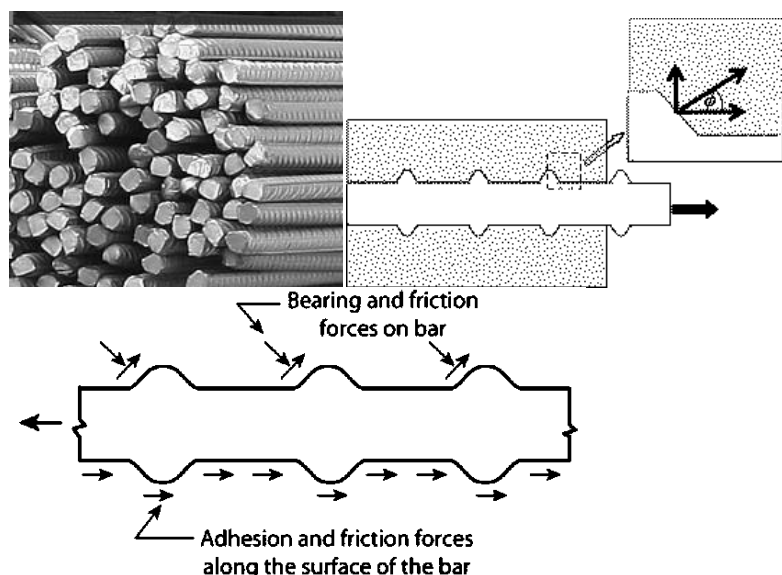 ϕ
Bearing and friction
forces on bar
Adhesion and friction forces
along the surface of the bar